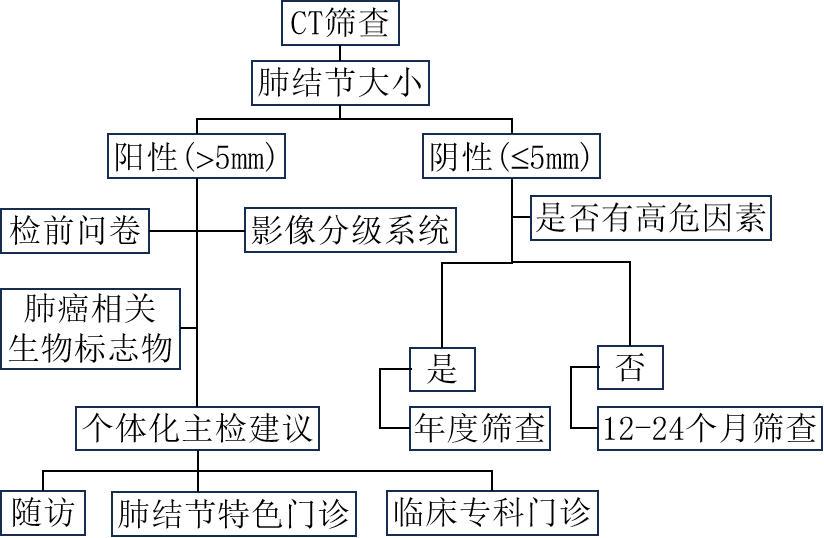 CT筛查
肺结节大小
阳性(>5mm)
阴性(≤5mm)
检前问卷
影像分级系统
是否有高危因素
肺癌相关
生物标志物
是
否
个体化主检建议
年度筛查
12-24个月筛查
随访
肺结节特色门诊
临床专科门诊